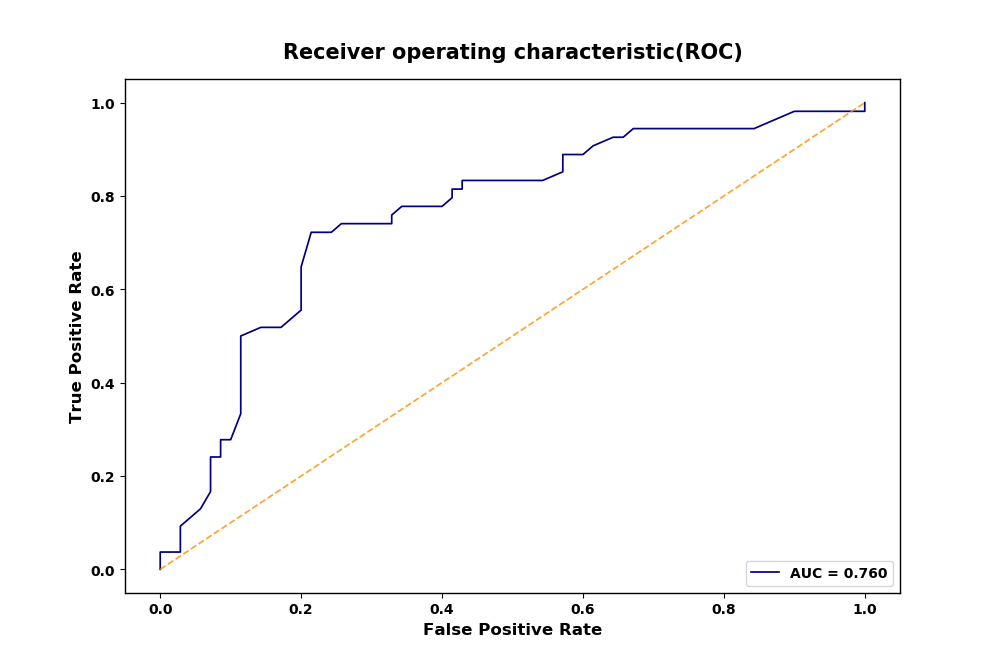 Receiver operating characteristic(ROC)
True Positive Rate
1.0
0.8
0.6
0.4
0.2
0.0
0.0 0.2 0.4 0.6 0.8 1.0
False Positive Rate
AUC = 0.760